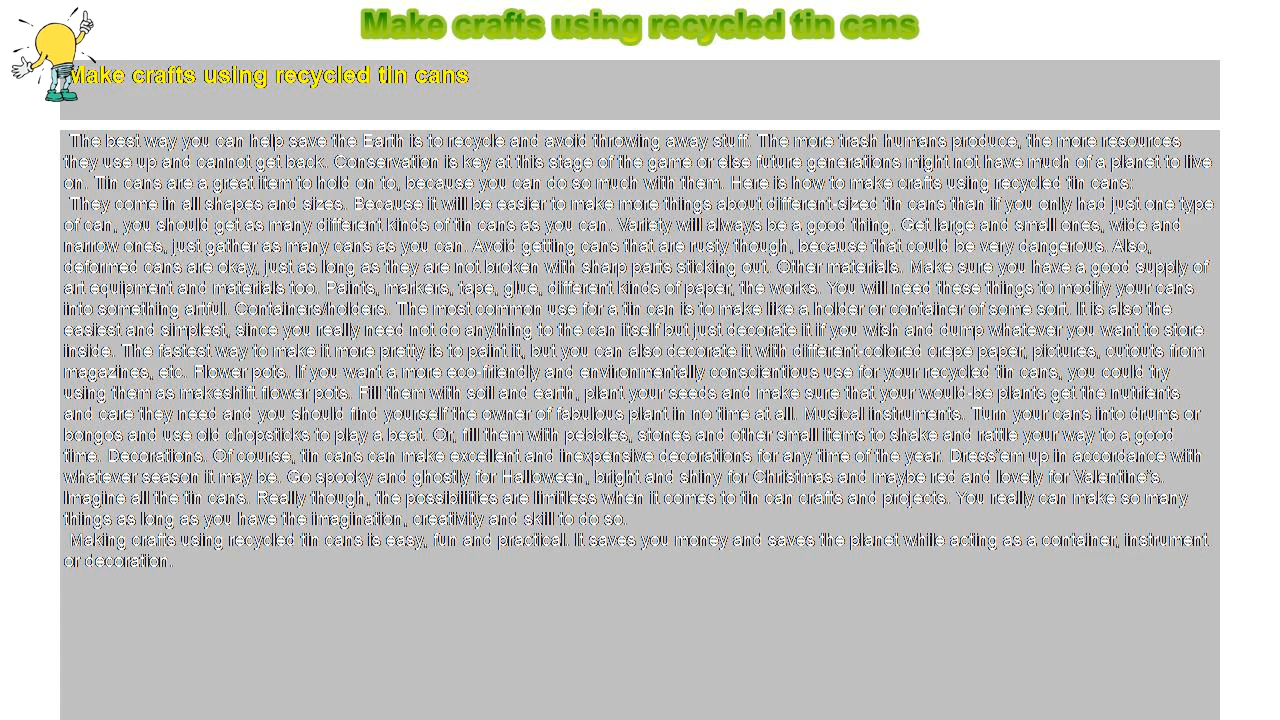 Make crafts using recycled tin cans
Make crafts using recycled tin cans
The best way you can help save the Earth is to recycle and avoid throwing away stuff. The more trash humans produce, the more resources
they use up and cannot get back. Conservation is key at this stage of the game or else future generations might not have much of a planet to live
on. Tin cans are a great item to hold on to, because you can do so much with them. Here is how to make crafts using recycled tin cans:
They come in all shapes and sizes. Because it will be easier to make more things about different-sized tin cans than if you only had just one type
of can, you should get as many different kinds of tin cans as you can. Variety will always be a good thing. Get large and small ones, wide and
narrow ones, just gather as many cans as you can. Avoid getting cans that are rusty though, because that could be very dangerous. Also,
deformed cans are okay, just as long as they are not broken with sharp parts sticking out. Other materials. Make sure you have a good supply of
art equipment and materials too. Paints, markers, tape, glue, different kinds of paper, the works. You will need these things to modify your cans
into something artful. Containers/holders. The most common use for a tin can is to make like a holder or container of some sort. It is also the
easiest and simplest, since you really need not do anything to the can itself but just decorate it if you wish and dump whatever you want to store
inside. The fastest way to make it more pretty is to paint it, but you can also decorate it with different-colored crepe paper, pictures, cutouts from
magazines, etc. Flower pots. If you want a more eco-friendly and environmentally conscientious use for your recycled tin cans, you could try
using them as makeshift flower pots. Fill them with soil and earth, plant your seeds and make sure that your would-be plants get the nutrients
and care they need and you should find yourself the owner of fabulous plant in no time at all. Musical instruments. Turn your cans into drums or
bongos and use old chopsticks to play a beat. Or, fill them with pebbles, stones and other small items to shake and rattle your way to a good
time. Decorations. Of course, tin cans can make excellent and inexpensive decorations for any time of the year. Dress'em up in accordance with
whatever season it may be. Go spooky and ghostly for Halloween, bright and shiny for Christmas and maybe red and lovely for Valentine's.
Imagine all the tin cans. Really though, the possibilities are limitless when it comes to tin can crafts and projects. You really can make so many
things as long as you have the imagination, creativity and skill to do so.
Making crafts using recycled tin cans is easy, fun and practical. It saves you money and saves the planet while acting as a container, instrument
or decoration.